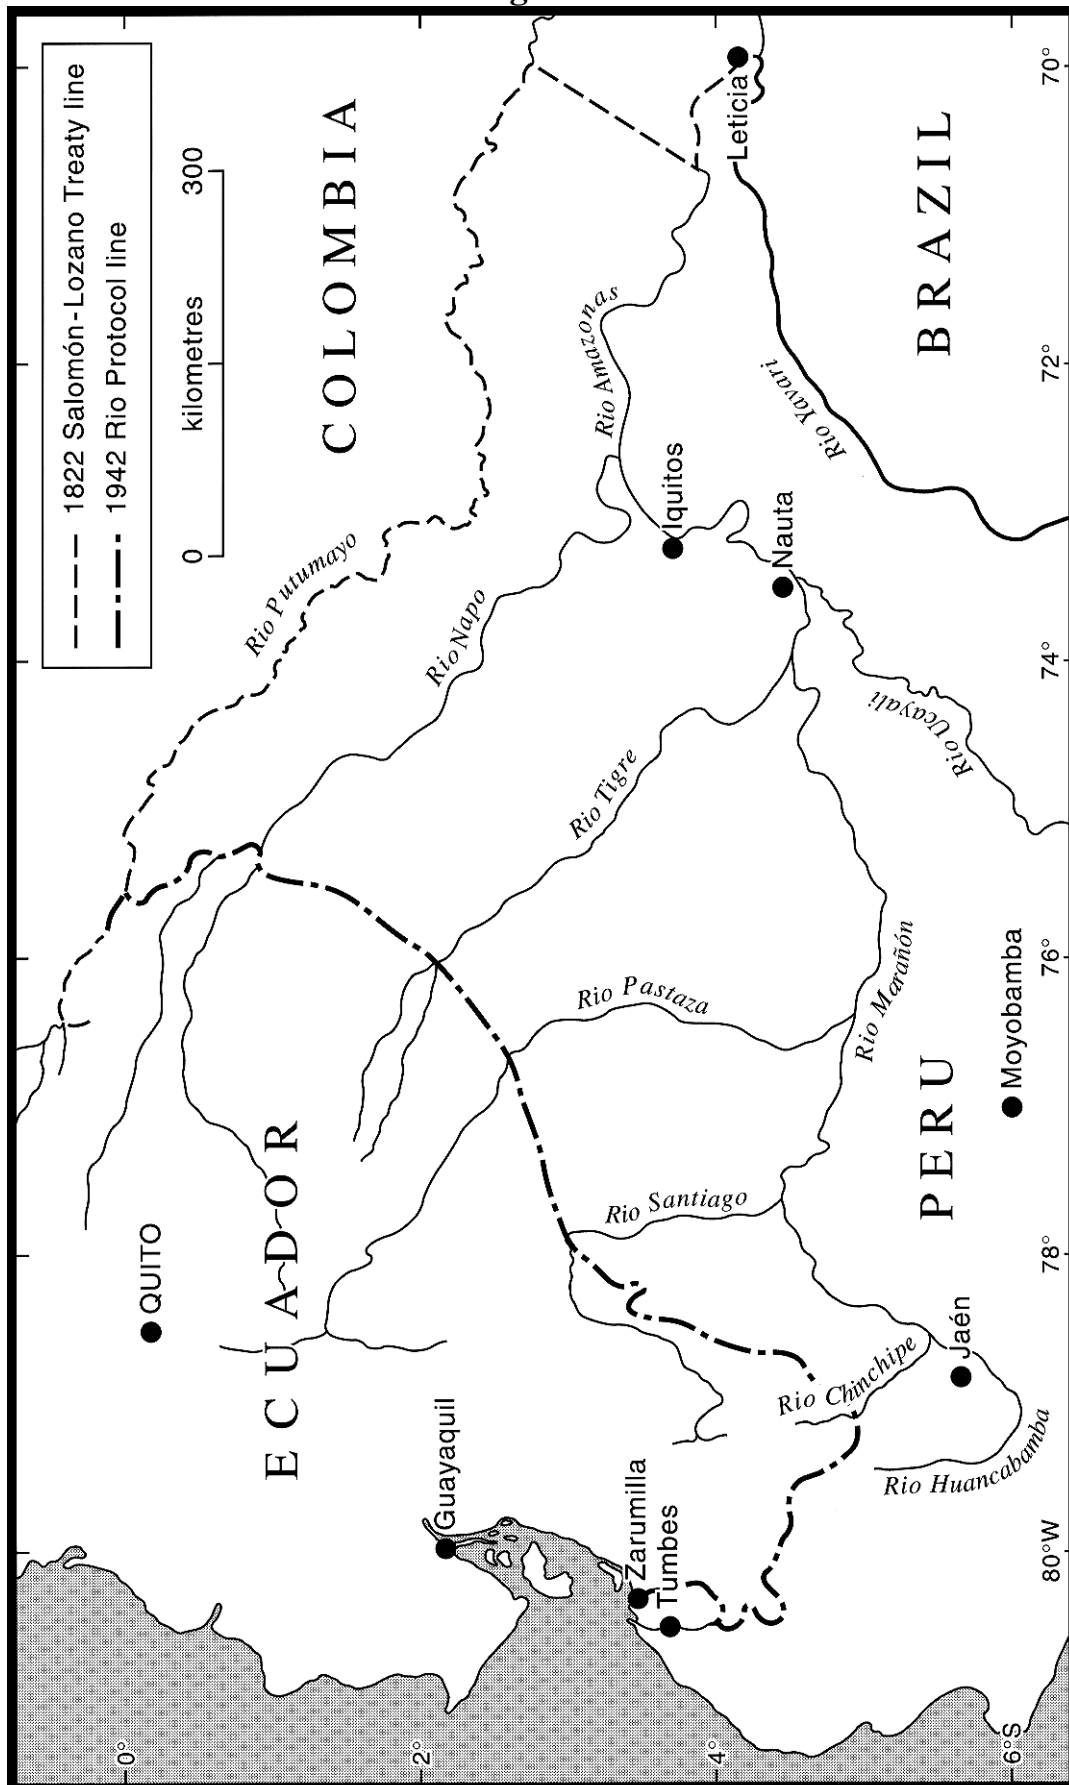 g
1822 Salomón-Lozano Treaty line
1942 Rio Protocol line
0 kilometres 300
COLOMBIA
ECUADOR
PERU
BRAZIL
QUITO
Guayaquil
Zarumilla
Tumbes
Jaén
Moyobamba
Nauta
Iquitos
Leticia
Rio Putumayo
Rio Napo
Rio Tigre
Rio Pastaza
Rio Santiago
Rio Chinchipe
Rio Huancabamba
Rio Marañón
Rio Ucayali
Rio Amazonas
Rio Yavari
0°
2°
4°
6°S
80°W
78°
76°
74°
72°
70°